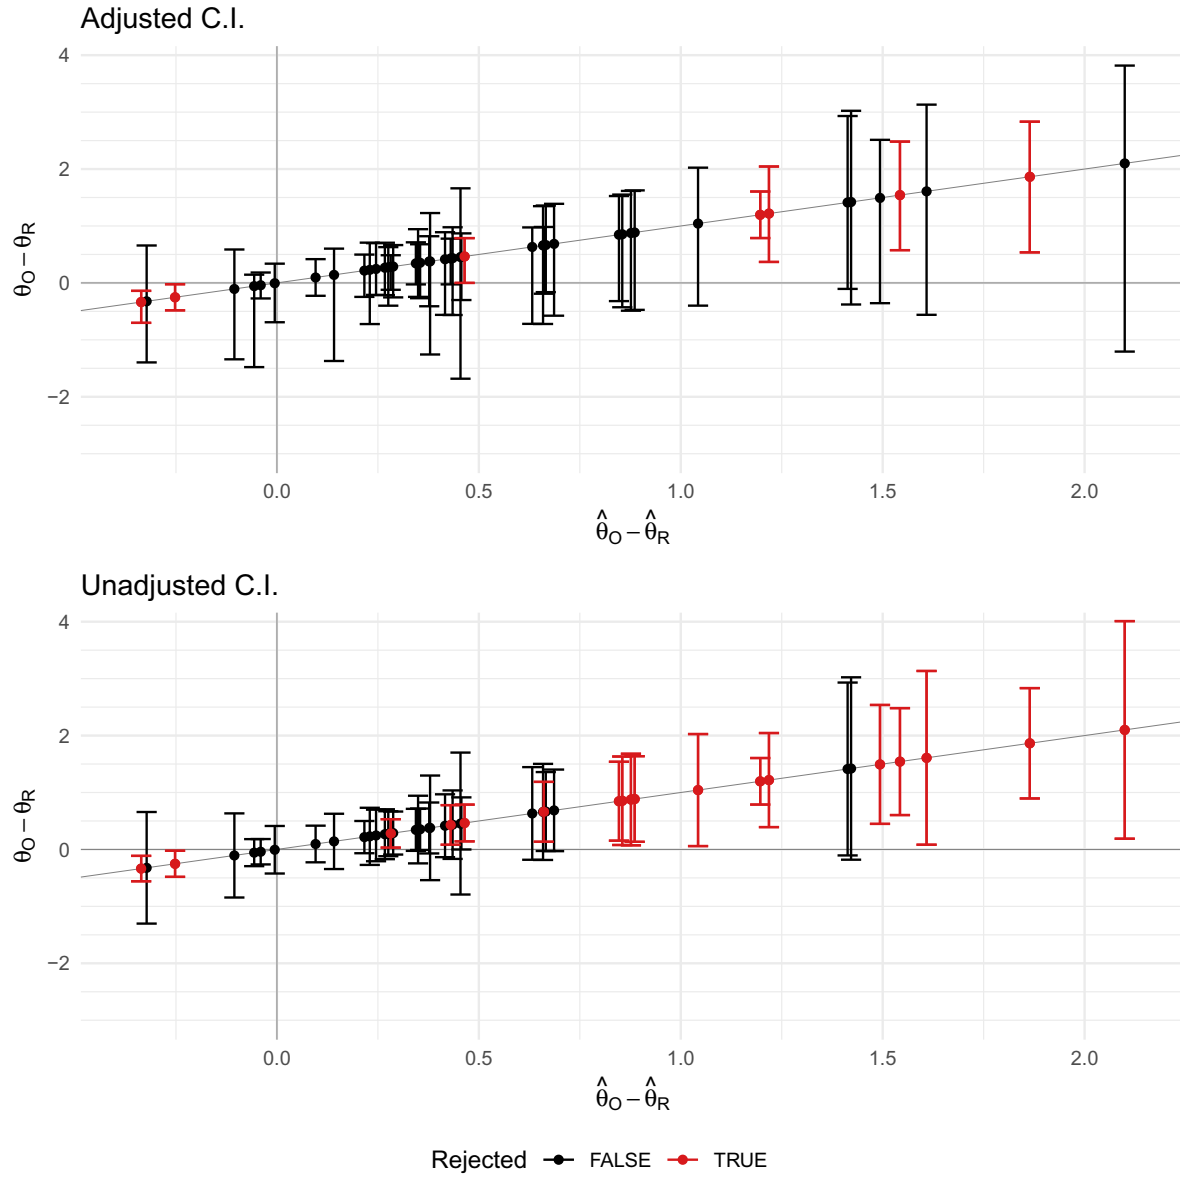 Adjusted C.I.
4
2
0
−2
θO − θR
0.0 0.5 1.0 1.5 2.0
θ̂O − θ̂R
Unadjusted C.I.
4
2
0
−2
θO − θR
0.0 0.5 1.0 1.5 2.0
θ̂O − θ̂R
Rejected FALSE TRUE